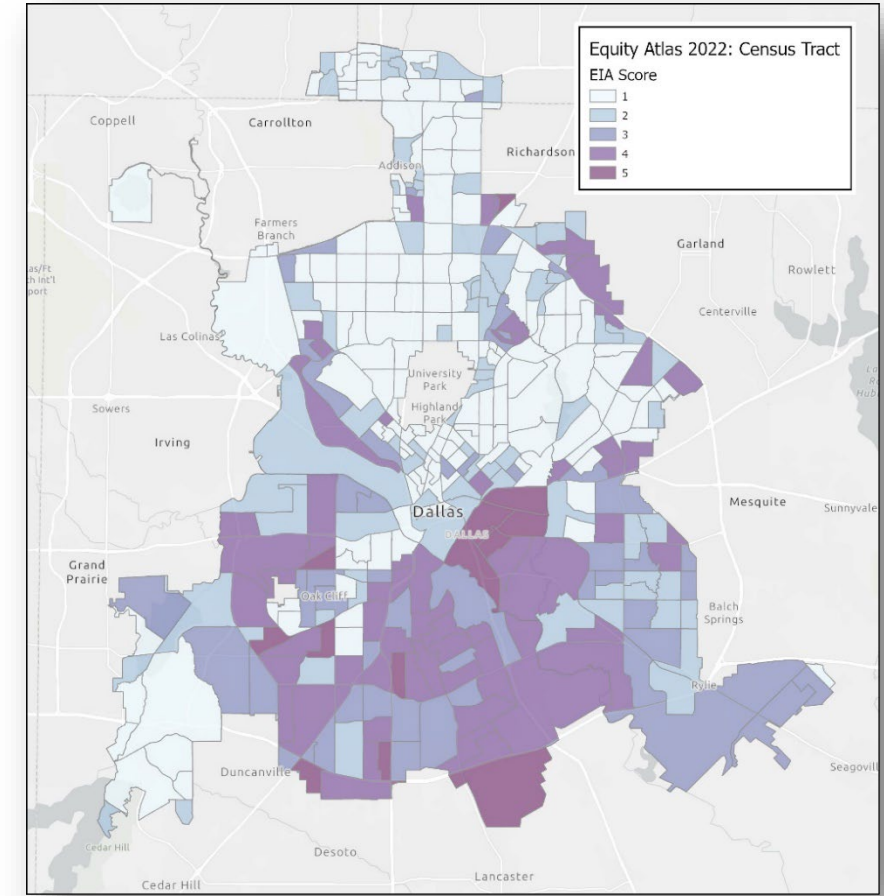 Equity Atlas 2022: Census Tract
EIA Score
1
2
3
4
5
Coppell
Carrollton
Addison
Richardson
Farmers
Branch
Garland
Rowlett
Centerville
Las Colinas
University
Park
Highland
Park
Sowers
Irving
Dallas
DALLAS
Mesquite
Sunnyvale
Grand
Prairie
Oak Cliff
Balch
Springs
Rylie
Duncanville
Seagovill
Cedar Hill
Desoto
Lancaster
Cedar Hill